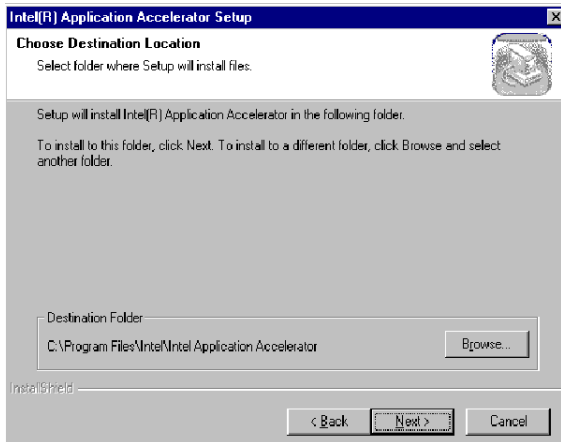 Intel(R) Application Accelerator Setup
Choose Destination Location
Select folder where Setup will install files.
Setup will install Intel(R) Application Accelerator in the following folder.
To install to this folder, click Next. To install to a different folder, click Browse and select
another folder.
Destination Folder
C:\Program Files\Intel\Intel Application Accelerator
Browse...
InstallShield
< Back
Next >
Cancel